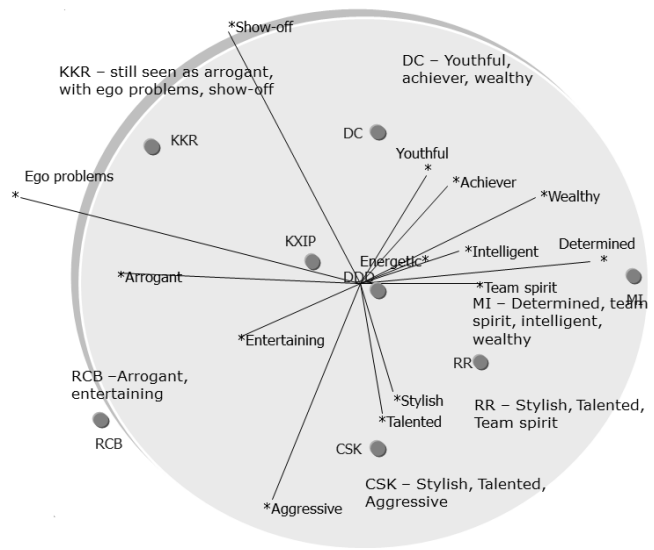 *Show-off
DC – Youthful,
achiever, wealthy
KKR – still seen as arrogant,
with ego problems, show-off
DC
KKR
Youthful
*
Ego problems
*
*Achiever
*Wealthy
KXIP
Determined
*
*Intelligent
Energetic*
*Arrogant
DDD
*Team spirit
MI
MI – Determined, team
spirit, intelligent,
wealthy
*Entertaining
RR
RCB –Arrogant,
entertaining
*Stylish
RR – Stylish, Talented,
Team spirit
*Talented
RCB
CSK
CSK – Stylish, Talented,
Aggressive
*Aggressive